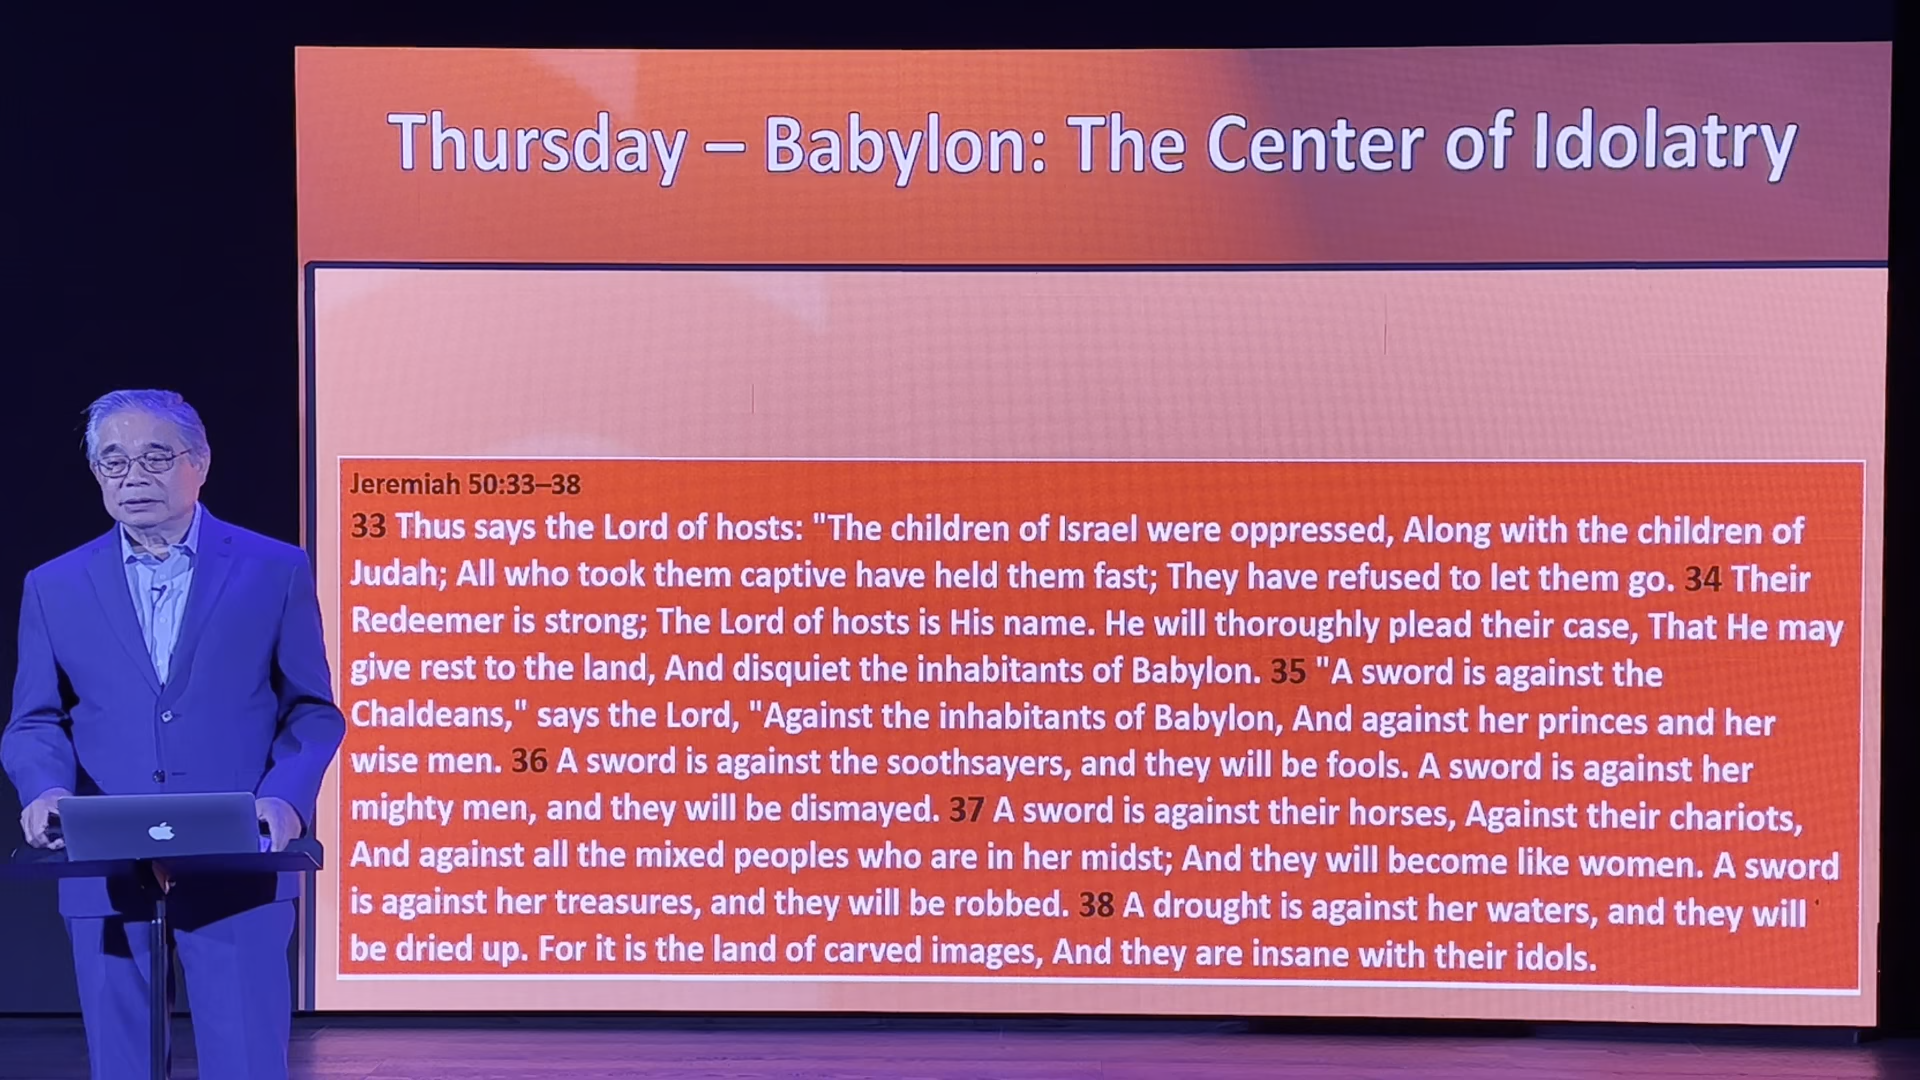 Thursday – Babylon: The Center of Idolatry
Jeremiah 50:33–38
33 Thus says the Lord of hosts: "The children of Israel were oppressed, Along with the children of
Judah; All who took them captive have held them fast; They have refused to let them go. 34 Their
Redeemer is strong; The Lord of hosts is His name. He will thoroughly plead their case, That He may
give rest to the land, And disquiet the inhabitants of Babylon. 35 "A sword is against the
Chaldeans," says the Lord, "Against the inhabitants of Babylon, And against her princes and her
wise men. 36 A sword is against the soothsayers, and they will be fools. A sword is against her
mighty men, and they will be dismayed. 37 A sword is against their horses, Against their chariots,
And against all the mixed peoples who are in her midst; And they will become like women. A sword
is against her treasures, and they will be robbed. 38 A drought is against her waters, and they will
be dried up. For it is the land of carved images, And they are insane with their idols.